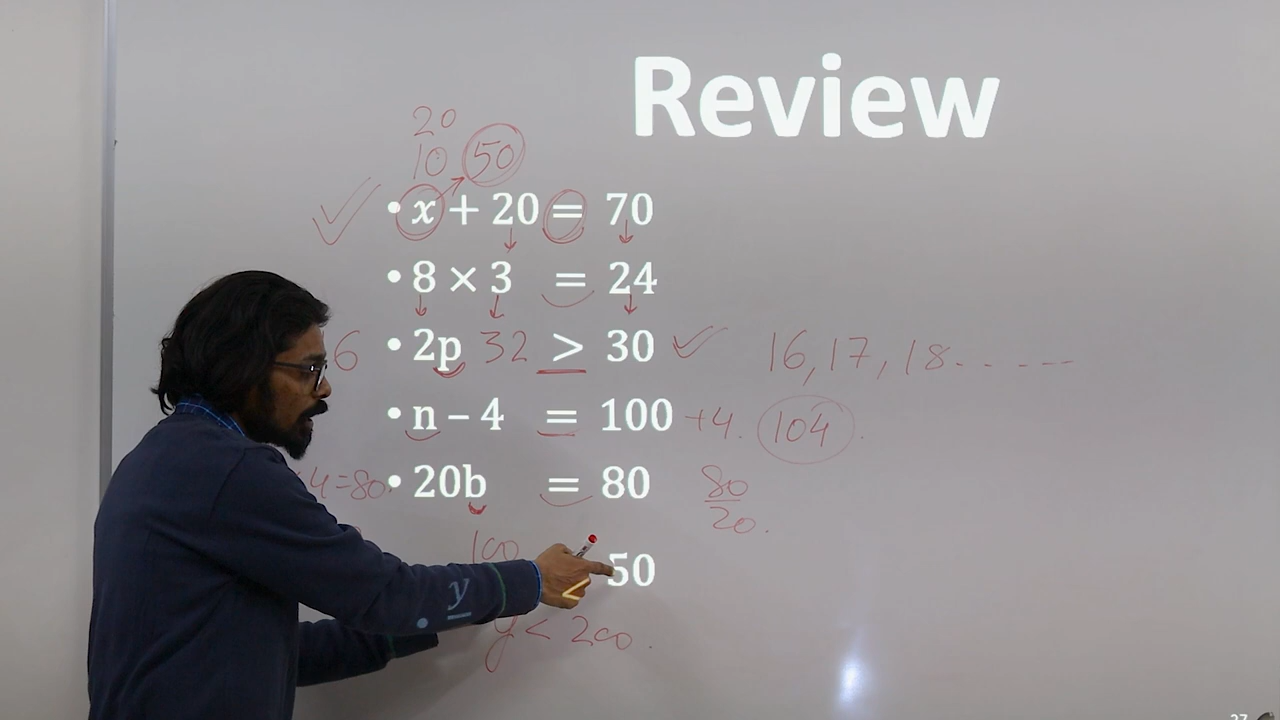 Review
20
10 50
• x + 20 = 70
• 8 × 3 = 24
6 • 2p 32 > 30 16, 17, 18. . - - - -
• n – 4 = 100 +4. 104.
4=80. • 20b = 80 80
20.
100
• y < 50
y < 200.
27